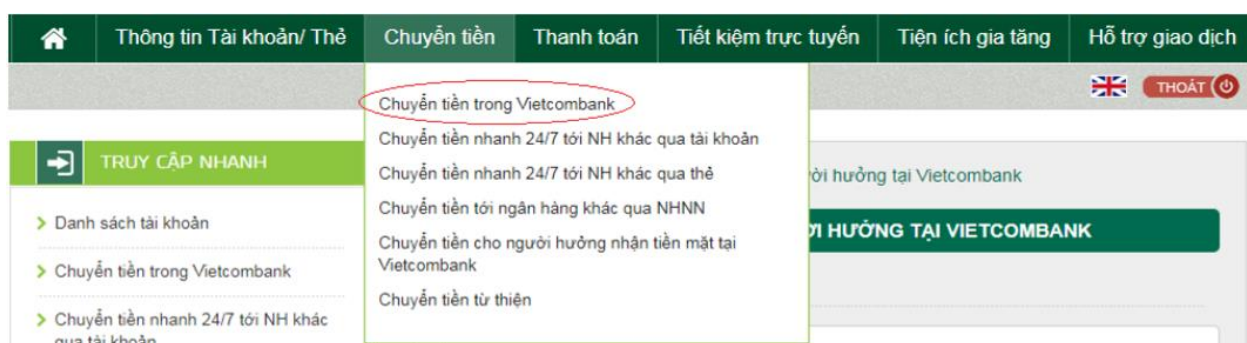 Thông tin Tài khoản/ Thẻ
Chuyển tiền
Thanh toán
Tiết kiệm trực tuyến
Tiện ích gia tăng
Hỗ trợ giao dịch
THOÁT
Chuyển tiền trong Vietcombank
Chuyển tiền nhanh 24/7 tới NH khác qua tài khoản
Chuyển tiền nhanh 24/7 tới NH khác qua thẻ
Chuyển tiền tới ngân hàng khác qua NHNN
Chuyển tiền cho người hưởng nhận tiền mặt tại
Vietcombank
Chuyển tiền từ thiện
TRUY CẬP NHANH
Danh sách tài khoản
Chuyển tiền trong Vietcombank
Chuyển tiền nhanh 24/7 tới NH khác
qua tài khoản
hưởng tại Vietcombank
HƯỞNG TẠI VIETCOMBANK